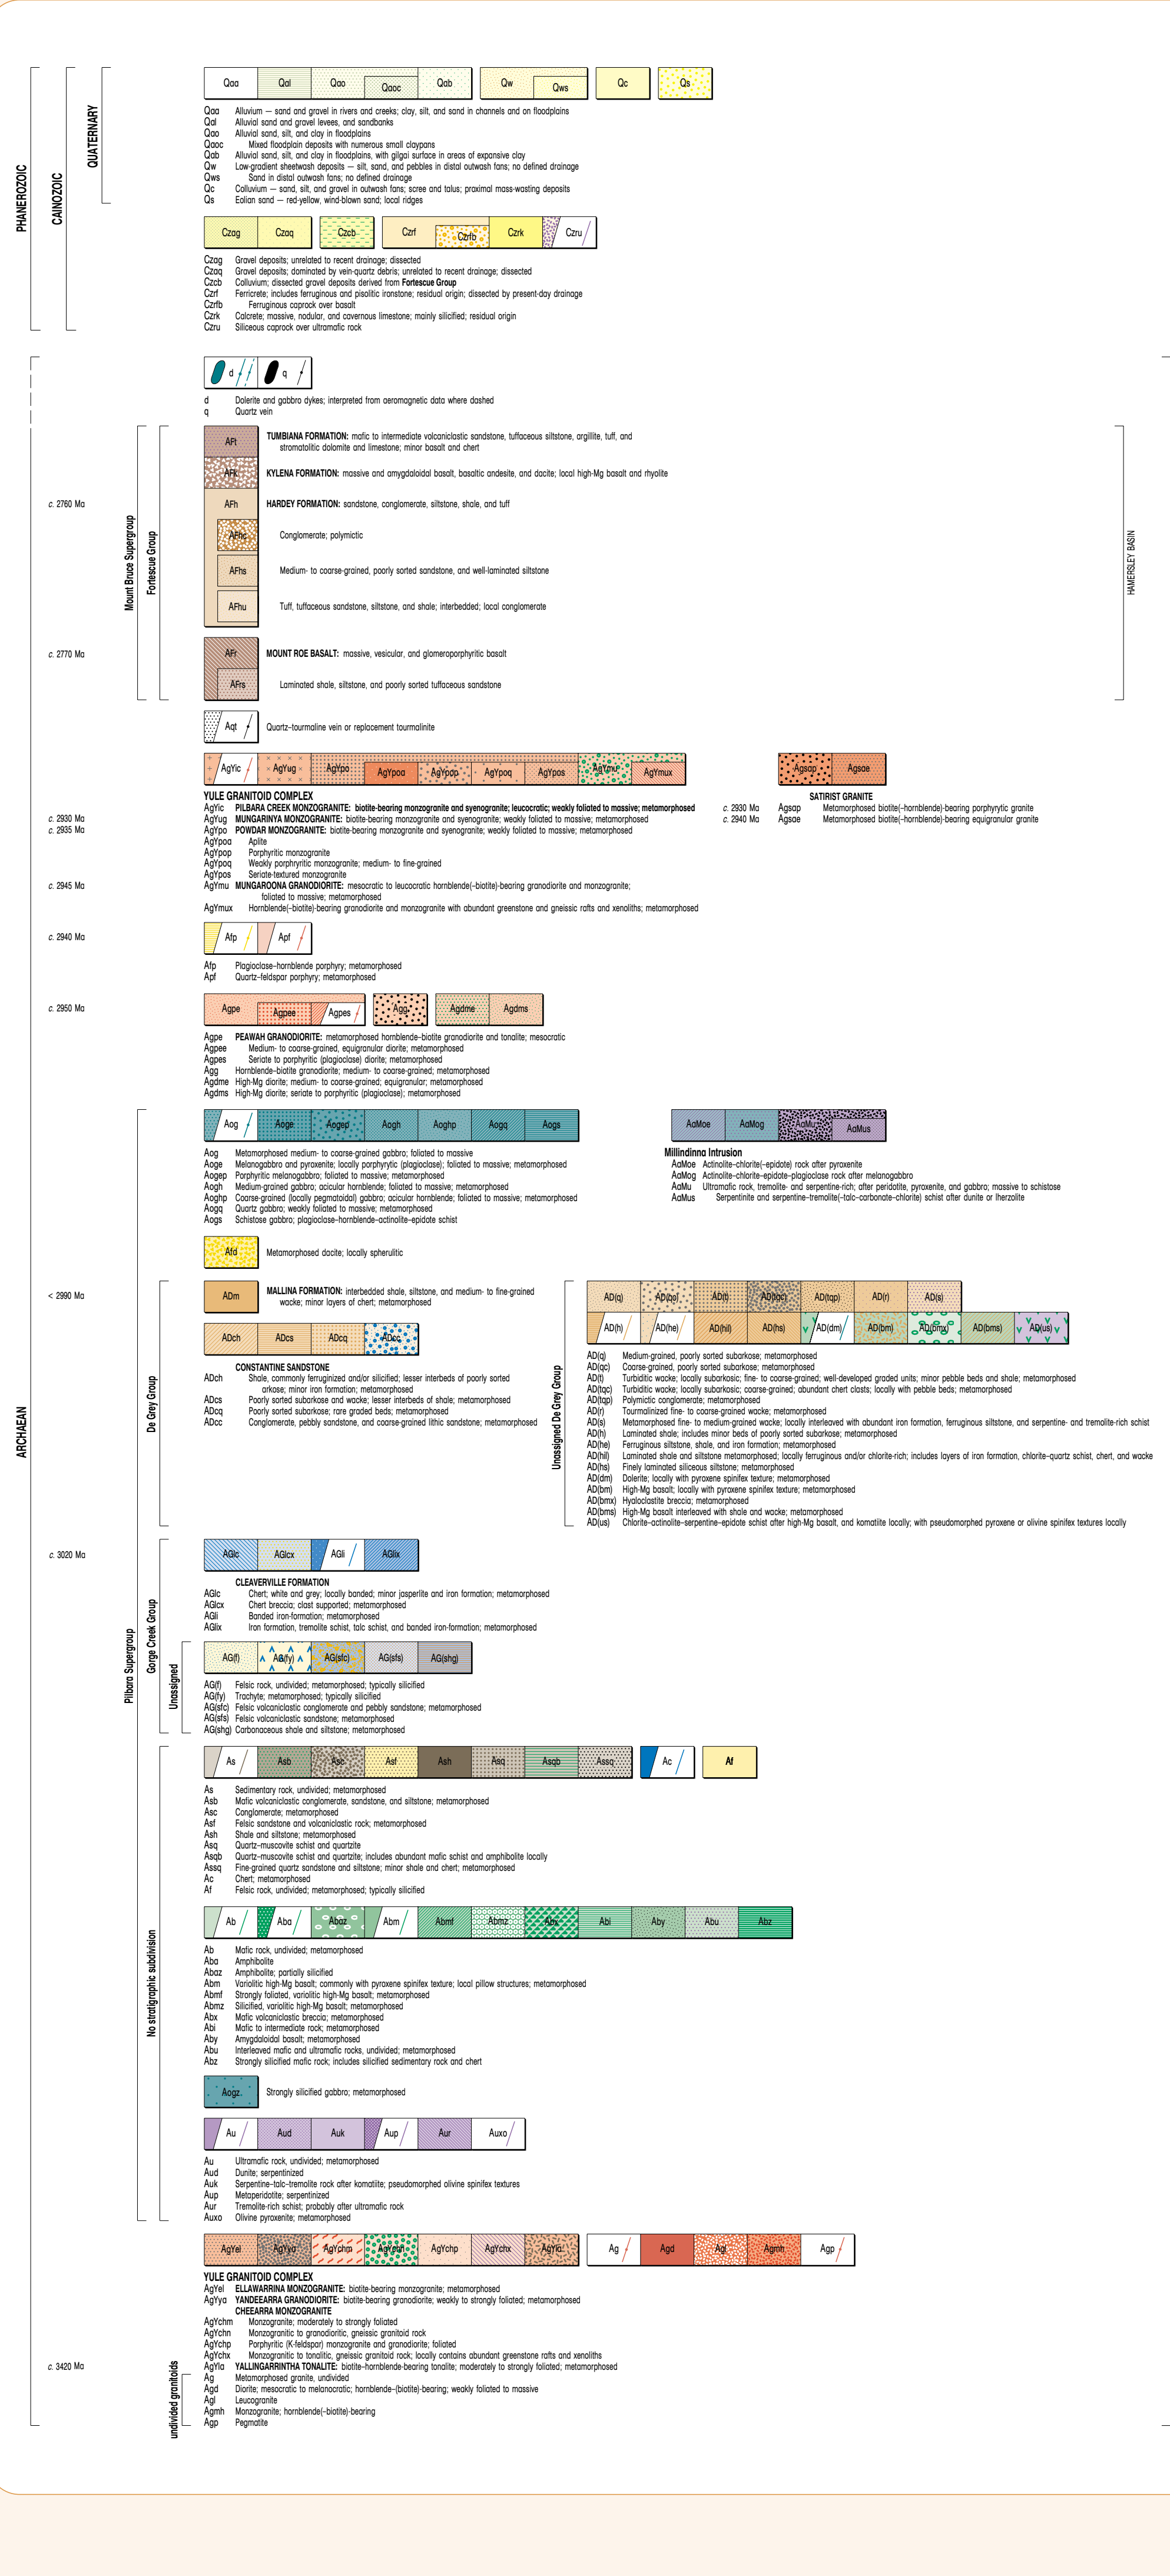 PHANEROZOIC
CAINOZOIC
QUATERNARY
Qaa Qal Qao Qaoc Qab Qw Qws Qc Qs
Qaa Alluvium — sand and gravel in rivers and creeks; clay, silt, and sand in channels and on floodplains
Qal Alluvial sand and gravel levees, and sandbanks
Qao Alluvial sand, silt, and clay in floodplains
Qaoc Mixed floodplain deposits with numerous small claypans
Qab Alluvial sand, silt, and clay in floodplains, with gilgai surface in areas of expansive clay
Qw Low-gradient sheetwash deposits — silt, sand, and pebbles in distal outwash fans; no defined drainage
Qws Sand in distal outwash fans; no defined drainage
Qc Colluvium — sand, silt, and gravel in outwash fans; scree and talus; proximal mass-wasting deposits
Qs Eolian sand — red-yellow, wind-blown sand; local ridges
Czag Czaq Czcb Czrf Czrfb Czrk Czru
Czag Gravel deposits; unrelated to recent drainage; dissected
Czaq Gravel deposits; dominated by vein-quartz debris; unrelated to recent drainage; dissected
Czcb Colluvium; dissected gravel deposits derived from Fortescue Group
Czrf Ferricrete; includes ferruginous and pisolitic ironstone; residual origin; dissected by present-day drainage
Czrfb Ferruginous caprock over basalt
Czrk Calcrete; massive, nodular, and cavernous limestone; mainly silicified; residual origin
Czru Siliceous caprock over ultramafic rock
d q
d Dolerite and gabbro dykes; interpreted from aeromagnetic data where dashed
q Quartz vein
ARCHAEAN
Mount Bruce Supergroup
Fortescue Group
HAMERSLEY BASIN
AFt TUMBIANA FORMATION: mafic to intermediate volcaniclastic sandstone, tuffaceous siltstone, argillite, tuff, and
stromatolitic dolomite and limestone; minor basalt and chert
AFk KYLENA FORMATION: massive and amygdaloidal basalt, basaltic andesite, and dacite; local high-Mg basalt and rhyolite
c. 2760 Ma AFh HARDEY FORMATION: sandstone, conglomerate, siltstone, shale, and tuff
AFhc Conglomerate; polymictic
AFhs Medium- to coarse-grained, poorly sorted sandstone, and well-laminated siltstone
AFhu Tuff, tuffaceous sandstone, siltstone, and shale; interbedded; local conglomerate
c. 2770 Ma AFr MOUNT ROE BASALT: massive, vesicular, and glomeroporphyritic basalt
AFrs Laminated shale, siltstone, and poorly sorted tuffaceous sandstone
Aqt Quartz–tourmaline vein or replacement tourmalinite
AgYic AgYug AgYpo AgYpoa AgYpop AgYpoq AgYpos AgYmu AgYmux Agsap Agsae
YULE GRANITOID COMPLEX
AgYic PILBARA CREEK MONZOGRANITE: biotite-bearing monzogranite and syenogranite; leucocratic; weakly foliated to massive; metamorphosed
c. 2930 Ma AgYug MUNGARINYA MONZOGRANITE: biotite-bearing monzogranite and syenogranite; weakly foliated to massive; metamorphosed
c. 2935 Ma AgYpo POWDAR MONZOGRANITE: biotite-bearing monzogranite and syenogranite; weakly foliated to massive; metamorphosed
AgYpoa Aplite
AgYpop Porphyritic monzogranite
AgYpoq Weakly porphyritic monzogranite; medium- to fine-grained
AgYpos Seriate-textured monzogranite
c. 2945 Ma AgYmu MUNGAROONA GRANODIORITE: mesocratic to leucocratic hornblende(–biotite)-bearing granodiorite and monzogranite;
foliated to massive; metamorphosed
AgYmux Hornblende(–biotite)-bearing granodiorite and monzogranite with abundant greenstone and gneissic rafts and xenoliths; metamorphosed
SATIRIST GRANITE
c. 2930 Ma Agsap Metamorphosed biotite(–hornblende)-bearing porphyrytic granite
c. 2940 Ma Agsae Metamorphosed biotite(–hornblende)-bearing equigranular granite
c. 2940 Ma Afp Apf
Afp Plagioclase–hornblende porphyry; metamorphosed
Apf Quartz–feldspar porphyry; metamorphosed
c. 2950 Ma Agpe Agpee Agpes Agg Agdme Agdms
Agpe PEAWAH GRANODIORITE: metamorphosed hornblende–biotite granodiorite and tonalite; mesocratic
Agpee Medium- to coarse-grained, equigranular diorite; metamorphosed
Agpes Seriate to porphyritic (plagioclase) diorite; metamorphosed
Agg Hornblende–biotite granodiorite; medium- to coarse-grained; metamorphosed
Agdme High-Mg diorite; medium- to coarse-grained; equigranular; metamorphosed
Agdms High-Mg diorite; seriate to porphyritic (plagioclase); metamorphosed
Pilbara Supergroup
Aog Aoge Aogep Aogh Aoghp Aogq Aogs
Aog Metamorphosed medium- to coarse-grained gabbro; foliated to massive
Aoge Melanogabbro and pyroxenite; locally porphyrytic (plagioclase); foliated to massive; metamorphosed
Aogep Porphyritic melanogabbro; foliated to massive; metamorphosed
Aogh Medium-grained gabbro; acicular hornblende; foliated to massive; metamorphosed
Aoghp Coarse-grained (locally pegmatoidal) gabbro; acicular hornblende; foliated to massive; metamorphosed
Aogq Quartz gabbro; weakly foliated to massive; metamorphosed
Aogs Schistose gabbro; plagioclase–hornblende–actinolite–epidote schist
AaMoe AaMog AaMu AaMus
Millindinna Intrusion
AaMoe Actinolite–chlorite(–epidote) rock after pyroxenite
AaMog Actinolite–chlorite–epidote–plagioclase rock after melanogabbro
AaMu Ultramafic rock, tremolite- and serpentine-rich; after peridotite, pyroxenite, and gabbro; massive to schistose
AaMus Serpentinite and serpentine–tremolite(–talc–carbonate–chlorite) schist after dunite or lherzolite
Afd Metamorphosed dacite; locally spherulitic
De Grey Group
< 2990 Ma ADm MALLINA FORMATION: interbedded shale, siltstone, and medium- to fine-grained
wacke; minor layers of chert; metamorphosed
ADch ADcs ADcq ADcc
CONSTANTINE SANDSTONE
ADch Shale, commonly ferruginized and/or silicified; lesser interbeds of poorly sorted
arkose; minor iron formation; metamorphosed
ADcs Poorly sorted subarkose and wacke; lesser interbeds of shale; metamorphosed
ADcq Poorly sorted subarkose; rare graded beds; metamorphosed
ADcc Conglomerate, pebbly sandstone, and coarse-grained lithic sandstone; metamorphosed
Unassigned De Grey Group
AD(q) AD(qc) AD(t) AD(tqc) AD(tqp) AD(r) AD(s)
AD(h) AD(he) AD(hil) AD(hs) AD(dm) AD(bm) AD(bmx) AD(bms) AD(us)
AD(q) Medium-grained, poorly sorted subarkose; metamorphosed
AD(qc) Coarse-grained, poorly sorted subarkose; metamorphosed
AD(t) Turbiditic wacke; locally subarkosic; fine- to coarse-grained; well-developed graded units; minor pebble beds and shale; metamorphosed
AD(tqc) Turbiditic wacke; locally subarkosic; coarse-grained; abundant chert clasts; locally with pebble beds; metamorphosed
AD(tqp) Polymictic conglomerate; metamorphosed
AD(r) Tourmalinized fine- to coarse-grained wacke; metamorphosed
AD(s) Metamorphosed fine- to medium-grained wacke; locally interleaved with abundant iron formation, ferruginous siltstone, and serpentine- and tremolite-rich schist
AD(h) Laminated shale; includes minor beds of poorly sorted subarkose; metamorphosed
AD(he) Ferruginous siltstone, shale, and iron formation; metamorphosed
AD(hil) Laminated shale and siltstone metamorphosed; locally ferruginous and/or chlorite-rich; includes layers of iron formation, chlorite–quartz schist, chert, and wacke
AD(hs) Finely laminated siliceous siltstone; metamorphosed
AD(dm) Dolerite; locally with pyroxene spinifex texture; metamorphosed
AD(bm) High-Mg basalt; locally with pyroxene spinifex texture; metamorphosed
AD(bmx) Hyaloclastite breccia; metamorphosed
AD(bms) High-Mg basalt interleaved with shale and wacke; metamorphosed
AD(us) Chlorite–actinolite–serpentine–epidote schist after high-Mg basalt, and komatiite locally; with pseudomorphed pyroxene or olivine spinifex textures locally
Gorge Creek Group
c. 3020 Ma AGlc AGlcx AGli AGlix
CLEAVERVILLE FORMATION
AGlc Chert; white and grey; locally banded; minor jasperlite and iron formation; metamorphosed
AGlcx Chert breccia; clast supported; metamorphosed
AGli Banded iron-formation; metamorphosed
AGlix Iron formation, tremolite schist, talc schist, and banded iron-formation; metamorphosed
Unassigned
AG(f) AG(fy) AG(sfc) AG(sfs) AG(shg)
AG(f) Felsic rock, undivided; metamorphosed; typically silicified
AG(fy) Trachyte; metamorphosed; typically silicified
AG(sfc) Felsic volcaniclastic conglomerate and pebbly sandstone; metamorphosed
AG(sfs) Felsic volcaniclastic sandstone; metamorphosed
AG(shg) Carbonaceous shale and siltstone; metamorphosed
No stratigraphic subdivision
As Asb Asc Asf Ash Asq Asqb Assq Ac Af
As Sedimentary rock, undivided; metamorphosed
Asb Mafic volcaniclastic conglomerate, sandstone, and siltstone; metamorphosed
Asc Conglomerate; metamorphosed
Asf Felsic sandstone and volcaniclastic rock; metamorphosed
Ash Shale and siltstone; metamorphosed
Asq Quartz–muscovite schist and quartzite
Asqb Quartz–muscovite schist and quartzite; includes abundant mafic schist and amphibolite locally
Assq Fine-grained quartz sandstone and siltstone; minor shale and chert; metamorphosed
Ac Chert; metamorphosed
Af Felsic rock, undivided; metamorphosed; typically silicified
Ab Aba Abaz Abm Abmf Abmz Abx Abi Aby Abu Abz
Ab Mafic rock, undivided; metamorphosed
Aba Amphibolite
Abaz Amphibolite; partially silicified
Abm Variolitic high-Mg basalt; commonly with pyroxene spinifex texture; local pillow structures; metamorphosed
Abmf Strongly foliated, variolitic high-Mg basalt; metamorphosed
Abmz Silicified, variolitic high-Mg basalt; metamorphosed
Abx Mafic volcaniclastic breccia; metamorphosed
Abi Mafic to intermediate rock; metamorphosed
Aby Amygdaloidal basalt; metamorphosed
Abu Interleaved mafic and ultramafic rocks, undivided; metamorphosed
Abz Strongly silicified mafic rock; includes silicified sedimentary rock and chert
Aogz Strongly silicified gabbro; metamorphosed
Au Aud Auk Aup Aur Auxo
Au Ultramafic rock, undivided; metamorphosed
Aud Dunite; serpentinized
Auk Serpentine–talc–tremolite rock after komatiite; pseudomorphed olivine spinifex textures
Aup Metaperidotite; serpentinized
Aur Tremolite-rich schist; probably after ultramafic rock
Auxo Olivine pyroxenite; metamorphosed
AgYel AgYya AgYchm AgYchn AgYchp AgYchx AgYla Ag Agd Agl Agmh Agp
YULE GRANITOID COMPLEX
AgYel ELLAWARRINA MONZOGRANITE: biotite-bearing monzogranite; metamorphosed
AgYya YANDEEARRA GRANODIORITE: biotite-bearing granodiorite; weakly to strongly foliated; metamorphosed
CHEEARRA MONZOGRANITE
AgYchm Monzogranite; moderately to strongly foliated
AgYchn Monzogranitic to granodioritic, gneissic granitoid rock
AgYchp Porphyritic (K-feldspar) monzogranite and granodiorite; foliated
AgYchx Monzogranitic to tonalitic, gneissic granitoid rock; locally contains abundant greenstone rafts and xenoliths
c. 3420 Ma AgYla YALLINGARRINTHA TONALITE: biotite–hornblende-bearing tonalite; moderately to strongly foliated; metamorphosed
undivided granitoids
Ag Metamorphosed granite, undivided
Agd Diorite; mesocratic to melanocratic; hornblende–(biotite)-bearing; weakly foliated to massive
Agl Leucogranite
Agmh Monzogranite; hornblende(–biotite)-bearing
Agp Pegmatite